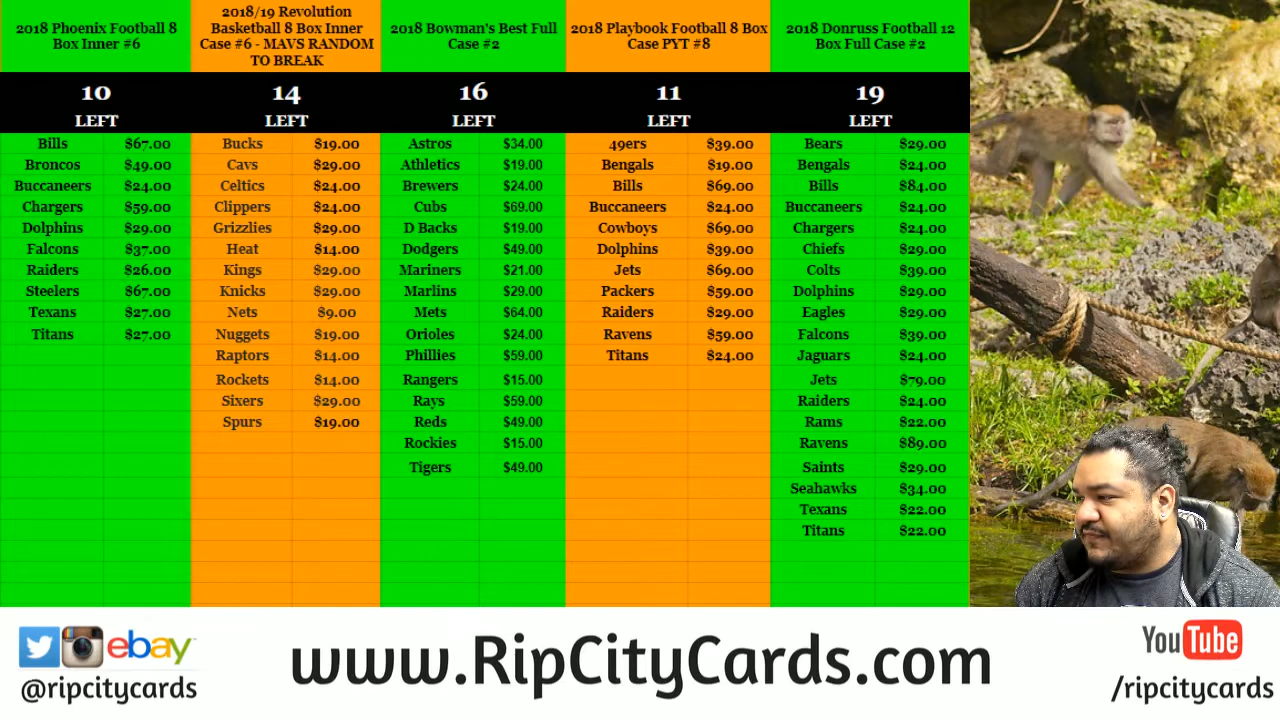 2018 Phoenix Football 8
Box Inner #6
10
LEFT
Bills $67.00
Broncos $49.00
Buccaneers $24.00
Chargers $59.00
Dolphins $29.00
Falcons $37.00
Raiders $26.00
Steelers $67.00
Texans $27.00
Titans $27.00
2018/19 Revolution
Basketball 8 Box Inner
Case #6 - MAVS RANDOM
TO BREAK
14
LEFT
Bucks $19.00
Cavs $29.00
Celtics $24.00
Clippers $24.00
Grizzlies $29.00
Heat $14.00
Kings $29.00
Knicks $29.00
Nets $9.00
Nuggets $19.00
Raptors $14.00
Rockets $14.00
Sixers $29.00
Spurs $19.00
2018 Bowman's Best Full
Case #2
16
LEFT
Astros $34.00
Athletics $19.00
Brewers $24.00
Cubs $69.00
D Backs $19.00
Dodgers $49.00
Mariners $21.00
Marlins $29.00
Mets $64.00
Orioles $24.00
Phillies $59.00
Rangers $15.00
Rays $59.00
Reds $49.00
Rockies $15.00
Tigers $49.00
2018 Playbook Football 8 Box
Case PYT #8
11
LEFT
49ers $39.00
Bengals $19.00
Bills $69.00
Buccaneers $24.00
Cowboys $69.00
Dolphins $39.00
Jets $69.00
Packers $59.00
Raiders $29.00
Ravens $59.00
Titans $24.00
2018 Donruss Football 12
Box Full Case #2
19
LEFT
Bears $29.00
Bengals $24.00
Bills $84.00
Buccaneers $24.00
Chargers $24.00
Chiefs $29.00
Colts $39.00
Dolphins $29.00
Eagles $29.00
Falcons $39.00
Jaguars $24.00
Jets $79.00
Raiders $24.00
Rams $22.00
Ravens $89.00
Saints $29.00
Seahawks $34.00
Texans $22.00
Titans $22.00
ebay
@ripcitycards
www.RipCityCards.com
YouTube
/ripcitycards